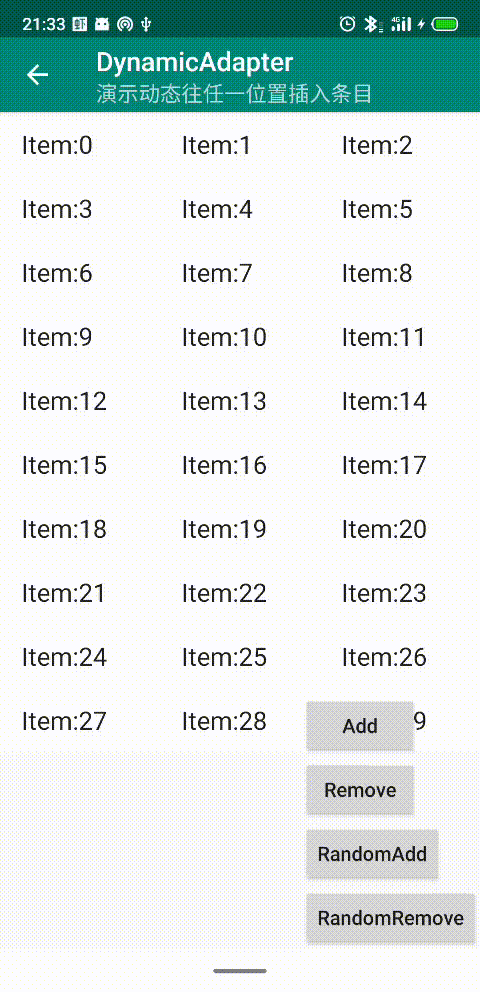 21:33
DynamicAdapter
演示动态往任一位置插入条目
Item:0 Item:1 Item:2
Item:3 Item:4 Item:5
Item:6 Item:7 Item:8
Item:9 Item:10 Item:11
Item:12 Item:13 Item:14
Item:15 Item:16 Item:17
Item:18 Item:19 Item:20
Item:21 Item:22 Item:23
Item:24 Item:25 Item:26
Item:27 Item:28 9
Add
Remove
RandomAdd
RandomRemove